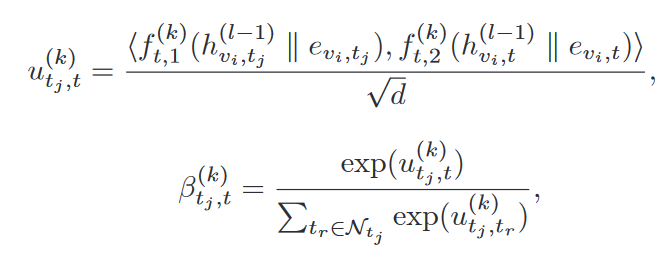 $$u_{t_j,t}^{(k)} = \frac{\langle f_{t,1}^{(k)}(h_{v_i,t_j}^{(l-1)} \parallel e_{v_i,t_j}), f_{t,2}^{(k)}(h_{v_i,t}^{(l-1)} \parallel e_{v_i,t}) \rangle}{\sqrt{d}},$$
$$\beta_{t_j,t}^{(k)} = \frac{\exp(u_{t_j,t}^{(k)})}{\sum_{t_r \in \mathcal{N}_{t_j}} \exp(u_{t_j,t_r}^{(k)})},$$